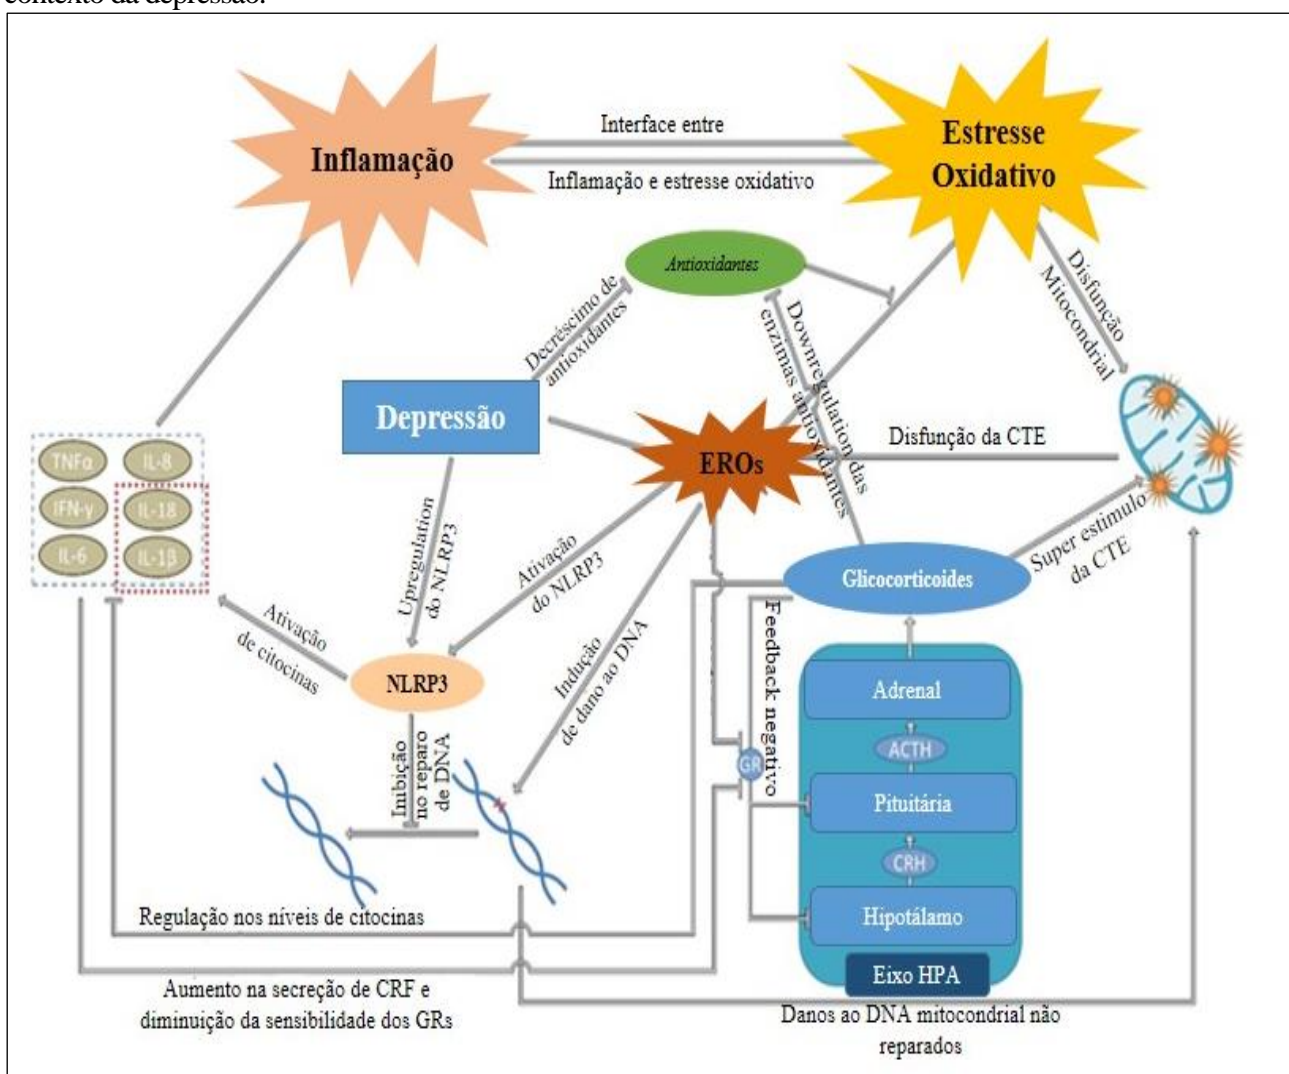 contexto da depressão.
Interface entre
Inflamação
Estresse
Oxidativo
Inflamação e estresse oxidativo
Antioxidantes
Decréscimo de
antioxidantes
Downregulation das
enzimas antioxidantes
Disfunção
Mitocondrial
Depressão
EROs
Disfunção da CTE
TNFα
IL-8
IFN-γ
IL-18
IL-6
IL-1β
Upregulation
do NLRP3
Ativação
do NLRP3
Super estimulo
da CTE
Glicocorticoides
Ativação
de citocinas
NLRP3
Indução
de dano ao DNA
Feedback negativo
Adrenal
ACTH
GR
Inibição
no reparo
de DNA
Pituitária
CRH
Hipotálamo
Regulação nos níveis de citocinas
Eixo HPA
Aumento na secreção de CRF e
diminuição da sensibilidade dos GRs
Danos ao DNA mitocondrial não
reparados